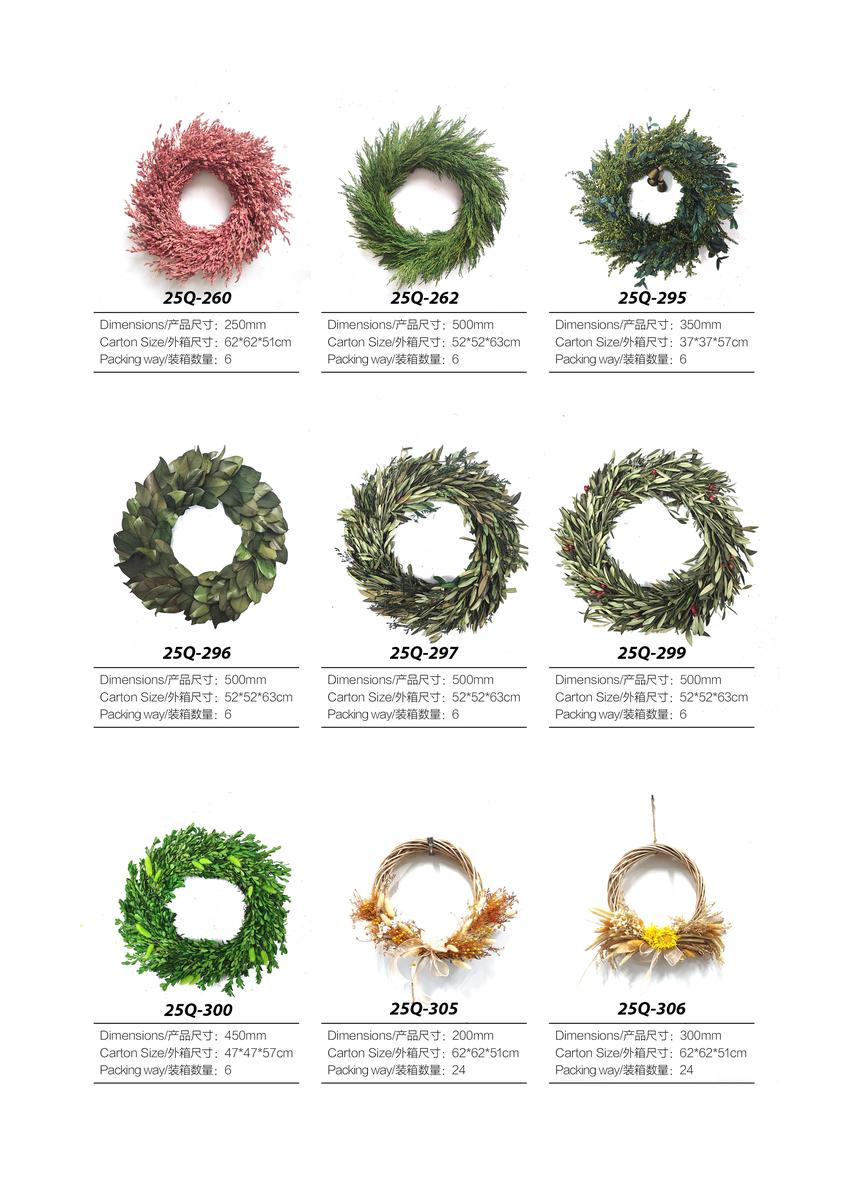 25Q-260
Dimensions/产品尺寸：250mm
Carton Size/外箱尺寸：62*62*51cm
Packing way/装箱数量：6
25Q-262
Dimensions/产品尺寸：500mm
Carton Size/外箱尺寸：52*52*63cm
Packing way/装箱数量：6
25Q-295
Dimensions/产品尺寸：350mm
Carton Size/外箱尺寸：37*37*57cm
Packing way/装箱数量：6
25Q-296
Dimensions/产品尺寸：500mm
Carton Size/外箱尺寸：52*52*63cm
Packing way/装箱数量：6
25Q-297
Dimensions/产品尺寸：500mm
Carton Size/外箱尺寸：52*52*63cm
Packing way/装箱数量：6
25Q-299
Dimensions/产品尺寸：500mm
Carton Size/外箱尺寸：52*52*63cm
Packing way/装箱数量：6
25Q-300
Dimensions/产品尺寸：450mm
Carton Size/外箱尺寸：47*47*57cm
Packing way/装箱数量：6
25Q-305
Dimensions/产品尺寸：200mm
Carton Size/外箱尺寸：62*62*51cm
Packing way/装箱数量：24
25Q-306
Dimensions/产品尺寸：300mm
Carton Size/外箱尺寸：62*62*51cm
Packing way/装箱数量：24